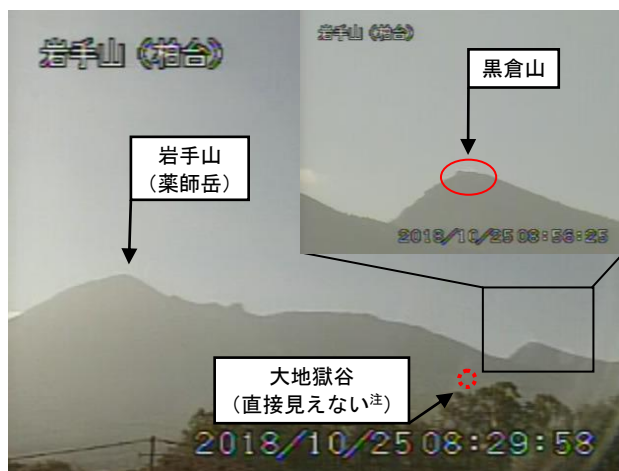 岩手山（柏台）
岩手山（柏台）
黒倉山
岩手山
（薬師岳）
2018/10/25 08:58:25
大地獄谷
（直接見えない注）
2018/10/25 08:29:58